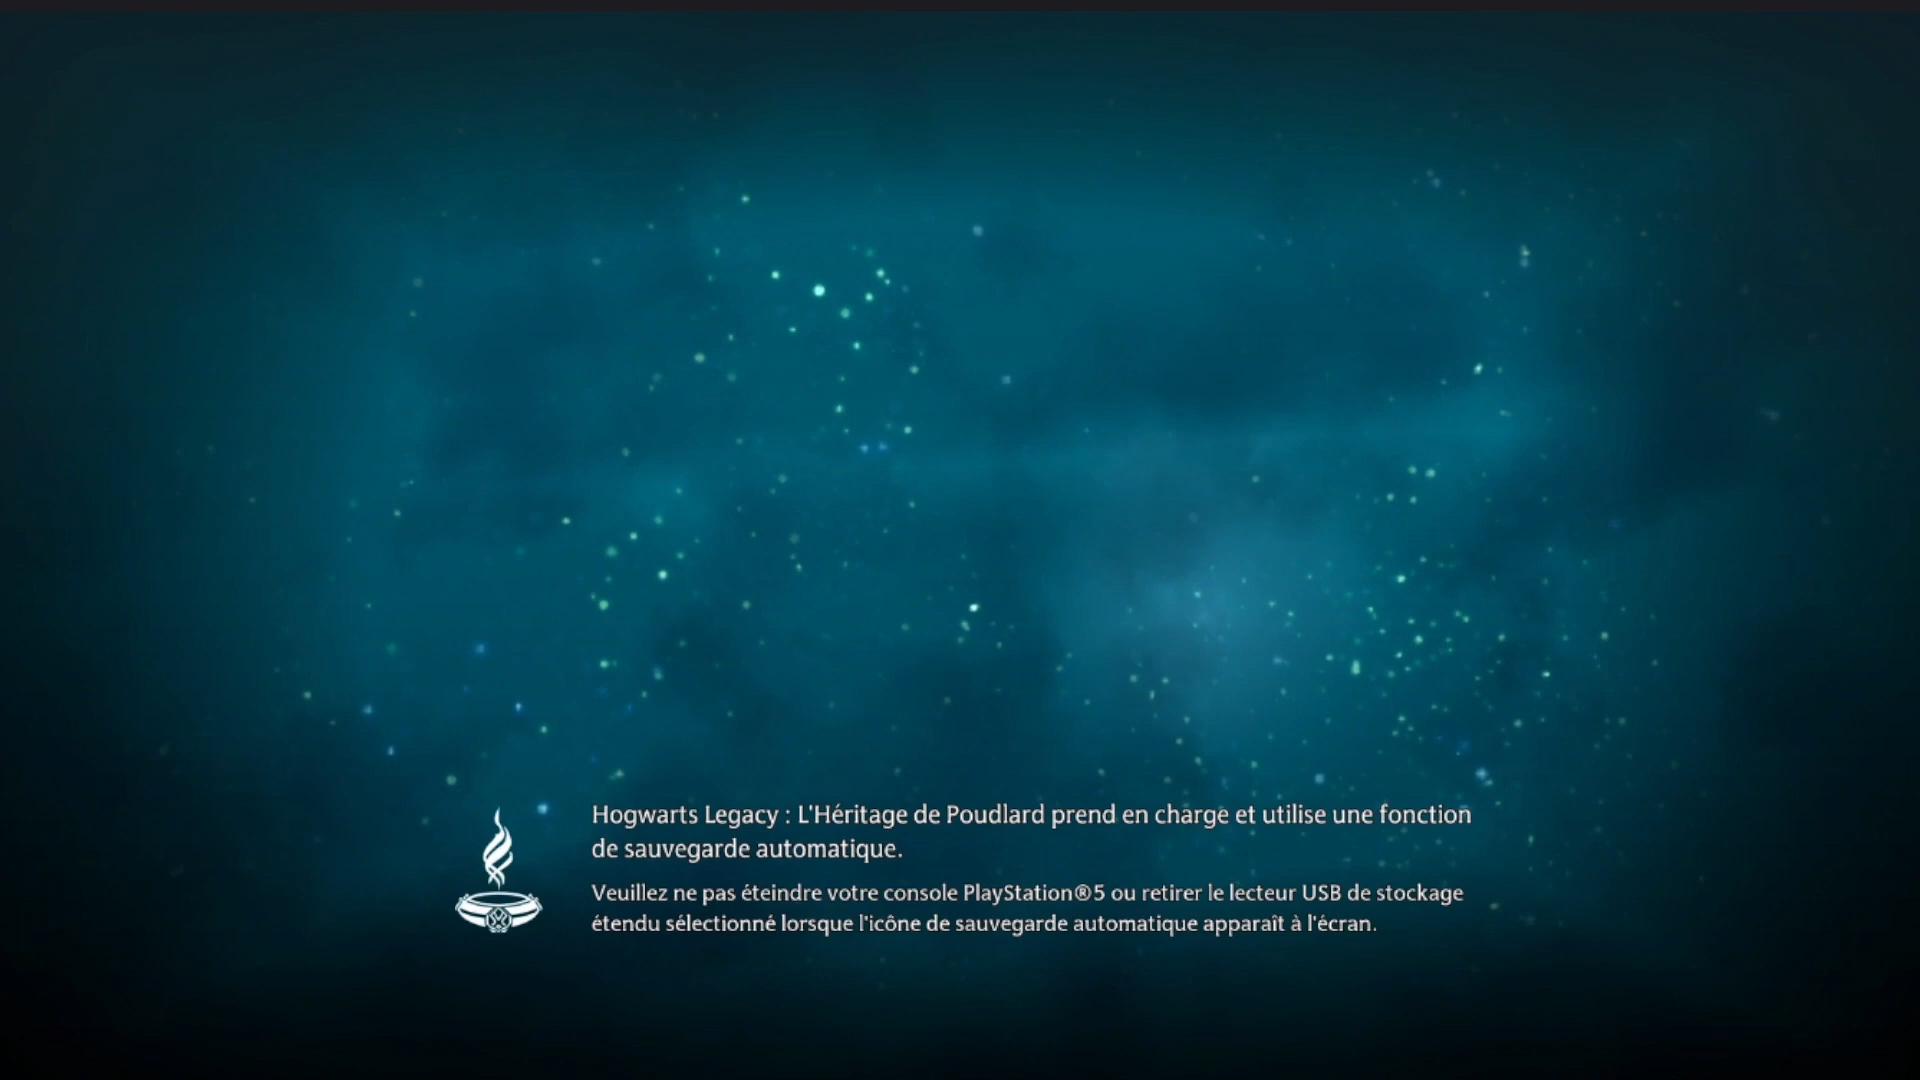 Hogwarts Legacy : L'Héritage de Poudlard prend en charge et utilise une fonction
de sauvegarde automatique.
Veuillez ne pas éteindre votre console PlayStation®5 ou retirer le lecteur USB de stockage
étendu sélectionné lorsque l'icône de sauvegarde automatique apparaît à l'écran.